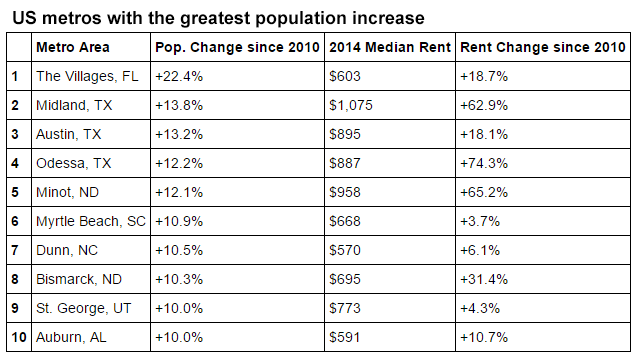 US metros with the greatest population increase
Metro Area Pop. Change since 2010 2014 Median Rent Rent Change since 2010
1 The Villages, FL +22.4% $603 +18.7%
2 Midland, TX +13.8% $1,075 +62.9%
3 Austin, TX +13.2% $895 +18.1%
4 Odessa, TX +12.2% $887 +74.3%
5 Minot, ND +12.1% $958 +65.2%
6 Myrtle Beach, SC +10.9% $668 +3.7%
7 Dunn, NC +10.5% $570 +6.1%
8 Bismarck, ND +10.3% $695 +31.4%
9 St. George, UT +10.0% $773 +4.3%
10 Auburn, AL +10.0% $591 +10.7%